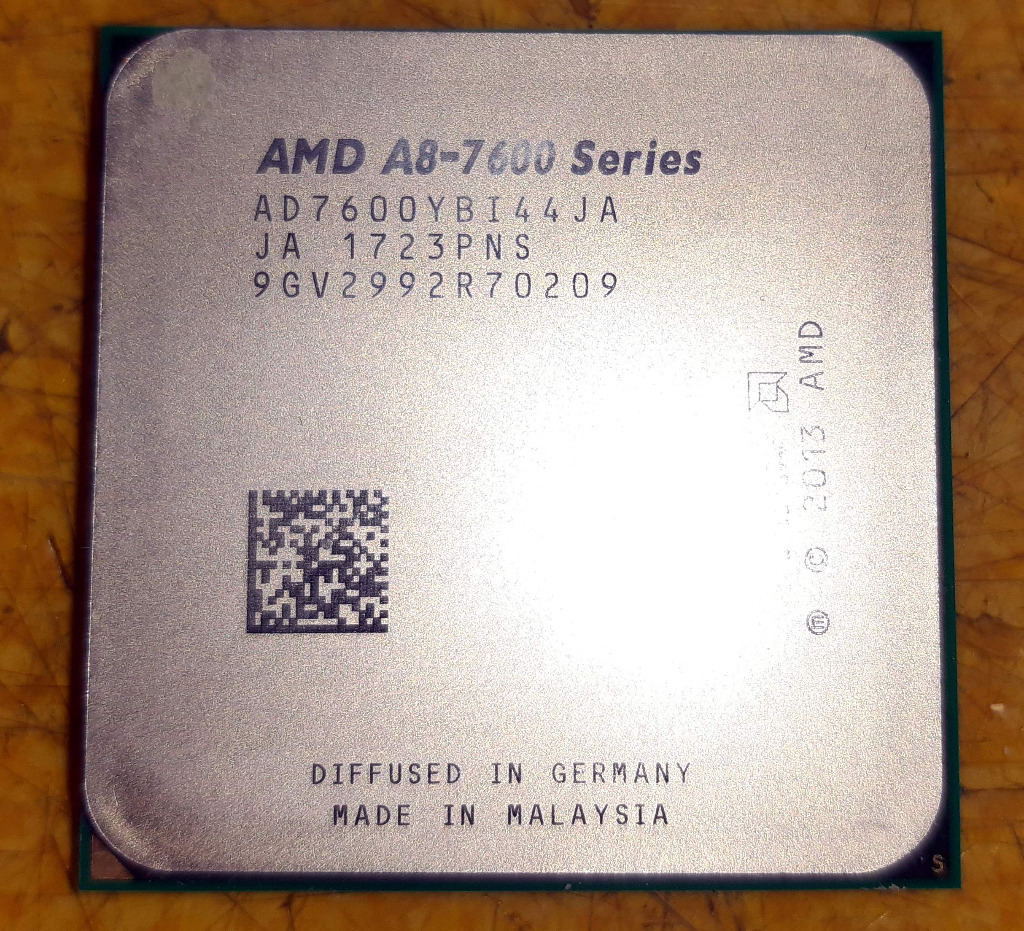 AMD A8-7600 Series
AD7600YBI44JA
JA 1723PNS
9GV2992R70209
ⓜ © 2013 AMD
DIFFUSED IN GERMANY
MADE IN MALAYSIA
S